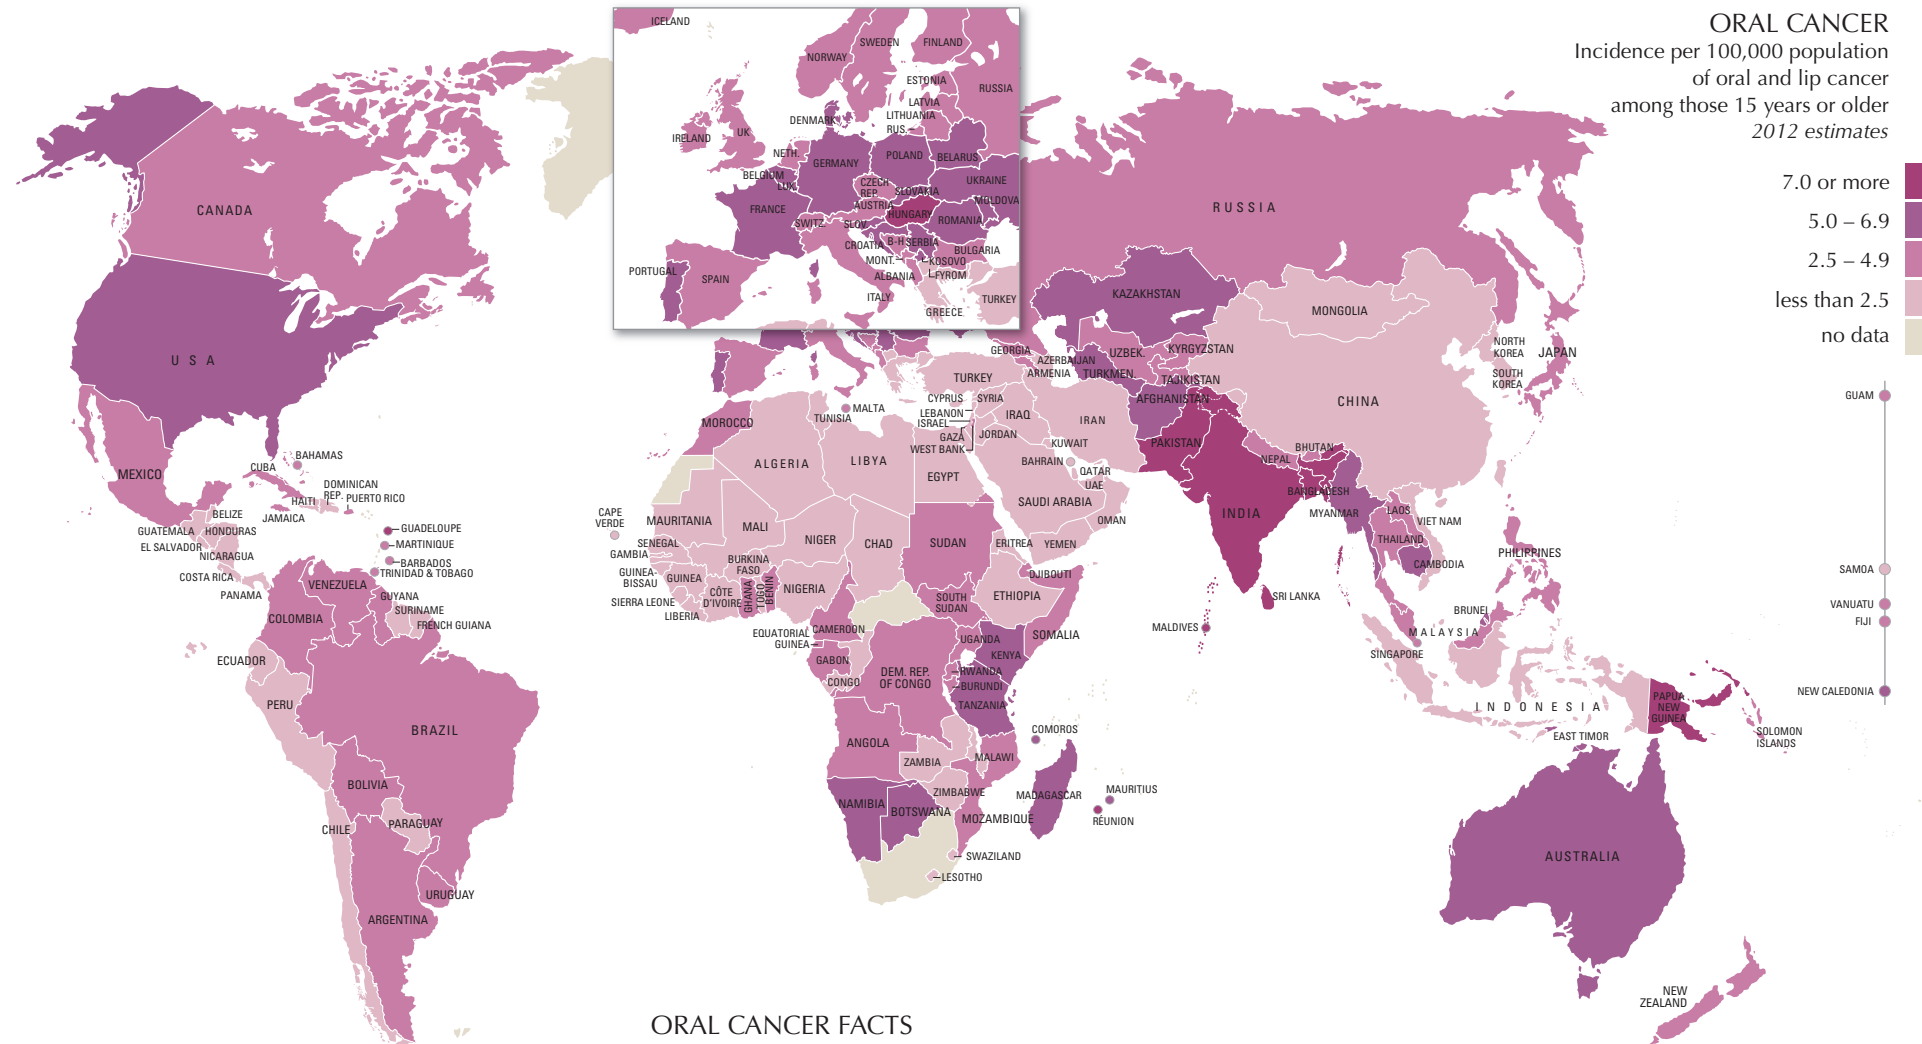 ORAL CANCER
Incidence per 100,000 population
of oral and lip cancer
among those 15 years or older
2012 estimates
7.0 or more
5.0 – 6.9
2.5 – 4.9
less than 2.5
no data
ICELAND
NORWAY
SWEDEN
FINLAND
ESTONIA
RUSSIA
LATVIA
LITHUANIA
RUS.
DENMARK
IRELAND
UK
NETH.
GERMANY
POLAND
BELARUS
BELGIUM
LUX.
CZECH
REP.
SLOVAKIA
UKRAINE
MOLDOVA
FRANCE
AUSTRIA
HUNGARY
SWITZ.
SLOV.
ROMANIA
CROATIA
B-H
SERBIA
BULGARIA
MONT.
KOSOVO
PORTUGAL
SPAIN
ALBANIA
FYROM
ITALY
TURKEY
GREECE
CANADA
USA
MEXICO
CUBA
BAHAMAS
DOMINICAN
REP.
HAITI
PUERTO RICO
JAMAICA
BELIZE
GUATEMALA
HONDURAS
EL SALVADOR
NICARAGUA
COSTA RICA
PANAMA
GUADELOUPE
MARTINIQUE
BARBADOS
TRINIDAD & TOBAGO
VENEZUELA
GUYANA
SURINAME
FRENCH GUIANA
COLOMBIA
ECUADOR
PERU
BRAZIL
BOLIVIA
PARAGUAY
CHILE
URUGUAY
ARGENTINA
RUSSIA
KAZAKHSTAN
MONGOLIA
GEORGIA
AZERBAIJAN
ARMENIA
UZBEK.
KYRGYZSTAN
TURKMEN.
TAJIKISTAN
NORTH
KOREA
JAPAN
SOUTH
KOREA
TURKEY
CYPRUS
SYRIA
LEBANON
ISRAEL
IRAQ
IRAN
AFGHANISTAN
CHINA
GAZA
WEST BANK
JORDAN
KUWAIT
PAKISTAN
BAHRAIN
QATAR
UAE
NEPAL
BHUTAN
SAUDI ARABIA
OMAN
YEMEN
BANGLADESH
INDIA
MYANMAR
LAOS
VIET NAM
THAILAND
CAMBODIA
PHILIPPINES
SRI LANKA
MALDIVES
BRUNEI
MALAYSIA
SINGAPORE
INDONESIA
EAST TIMOR
PAPUA
NEW
GUINEA
SOLOMON
ISLANDS
AUSTRALIA
NEW
ZEALAND
GUAM
SAMOA
VANUATU
FIJI
NEW CALEDONIA
MALTA
TUNISIA
MOROCCO
ALGERIA
LIBYA
EGYPT
CAPE
VERDE
MAURITANIA
MALI
NIGER
CHAD
SUDAN
ERITREA
SENEGAL
GAMBIA
GUINEA-
BISSAU
GUINEA
BURKINA
FASO
SIERRA LEONE
CÔTE
D'IVOIRE
LIBERIA
GHANA
TOGO
BENIN
NIGERIA
DJIBOUTI
ETHIOPIA
SOUTH
SUDAN
EQUATORIAL
GUINEA
CAMEROON
SOMALIA
UGANDA
KENYA
GABON
CONGO
DEM. REP.
OF CONGO
RWANDA
BURUNDI
TANZANIA
ANGOLA
COMOROS
ZAMBIA
MALAWI
ZIMBABWE
MADAGASCAR
MAURITIUS
RÉUNION
NAMIBIA
BOTSWANA
MOZAMBIQUE
SWAZILAND
LESOTHO
ORAL CANCER FACTS